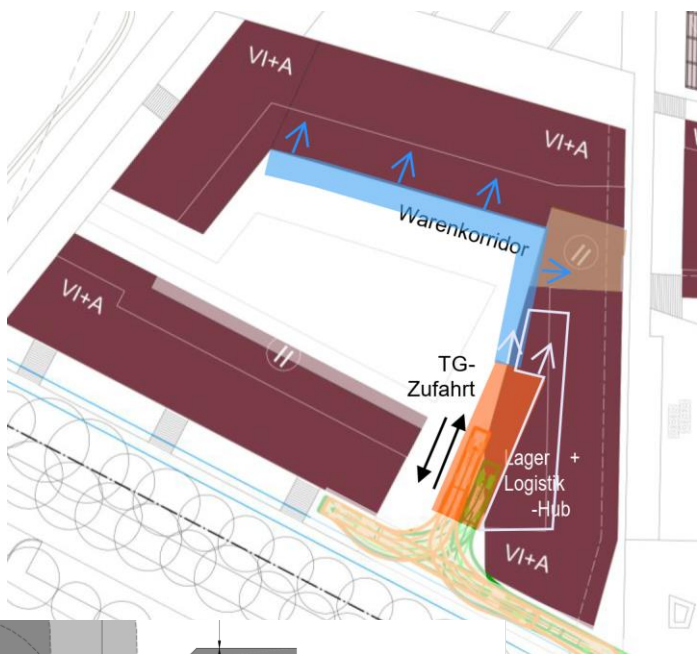 VI+A
VI+A
Warenkorridor
VI+A
TG-
Zufahrt
Lager +
Logistik
-Hub
VI+A